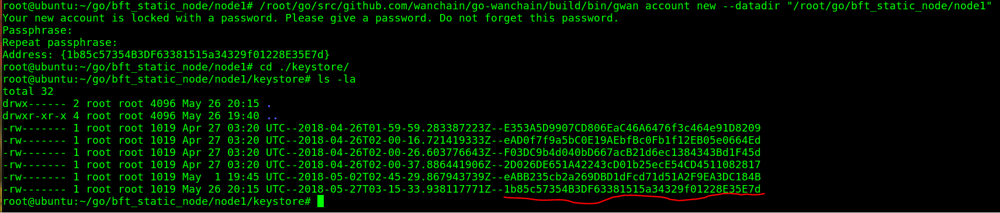 root@ubuntu:~/go/bft_static_node/node1# /root/go/src/github.com/wanchain/go-wanchain/build/bin/gwan account new --datadir "/root/go/bft_static_node/node1"
Your new account is locked with a password. Please give a password. Do not forget this password.
Passphrase:
Repeat passphrase:
Address: {1b85c57354B3DF63381515a34329f01228E35E7d}
root@ubuntu:~/go/bft_static_node/node1# cd ./keystore/
root@ubuntu:~/go/bft_static_node/node1/keystore# ls -la
total 32
drwx------ 2 root root 4096 May 26 20:15 .
drwxr-xr-x 4 root root 4096 May 26 19:40 ..
-rw------- 1 root root 1019 Apr 27 03:20 UTC--2018-04-26T01-59-59.283387223Z--E353A5D9907CD806EaC46A6476f3c464e91D8209
-rw------- 1 root root 1019 Apr 27 03:20 UTC--2018-04-26T02-00-16.721419333Z--eAD0f7f9a5bC0E19AEbfBc0Fb1f12EB05e0664Ed
-rw------- 1 root root 1019 Apr 27 03:20 UTC--2018-04-26T02-00-26.603776643Z--F03DC9b4d040bD667acB21d6ec1384343Bd1F45d
-rw------- 1 root root 1019 Apr 27 03:20 UTC--2018-04-26T02-00-37.886441906Z--2D026DE651A42243cD01b25ecE54CD4511082817
-rw------- 1 root root 1019 May  1 19:45 UTC--2018-05-02T02-45-29.867943739Z--eABB235cb2a269DBD1dFcd71d51A2F9EA3DC184B
-rw------- 1 root root 1019 May 26 20:15 UTC--2018-05-27T03-15-33.938117771Z--1b85c57354B3DF63381515a34329f01228E35E7d
root@ubuntu:~/go/bft_static_node/node1/keystore#